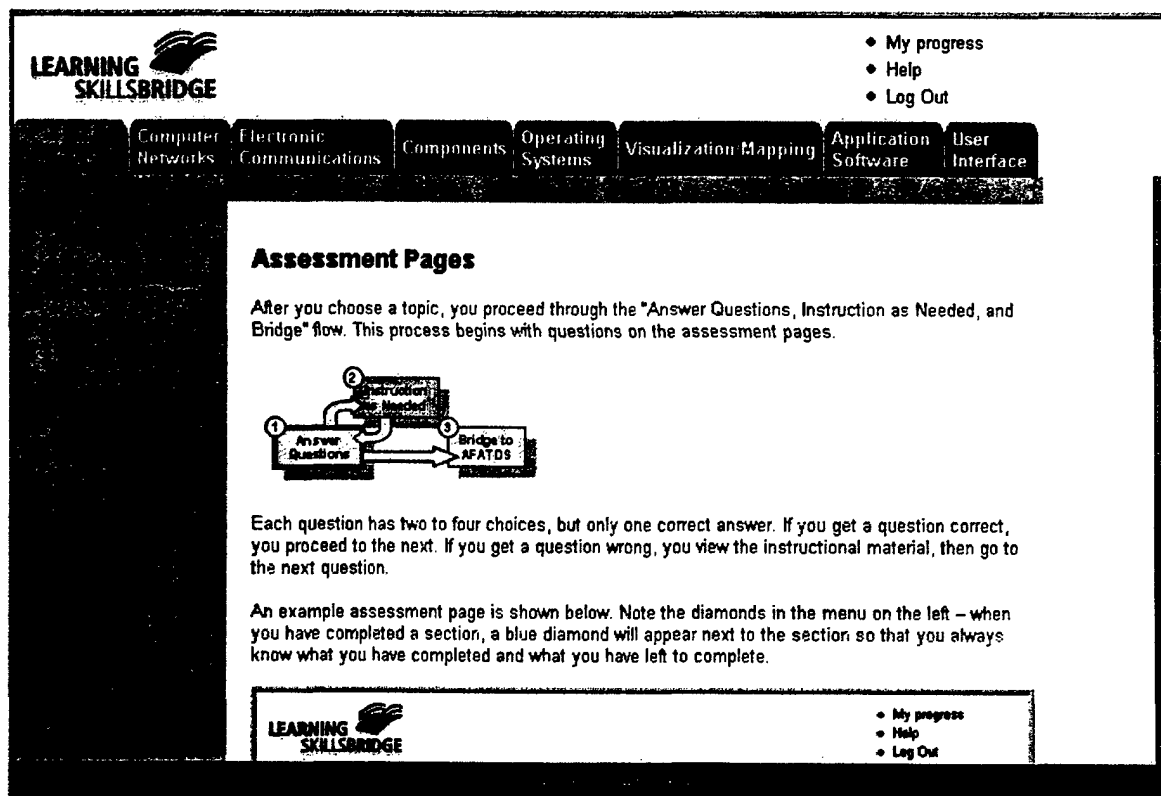 LEARNING
SKILLSBRIDGE
My progress
Help
Log Out
Computer Networks
Electronic Communications
Components
Operating Systems
Visualization Mapping
Application Software
User Interface
Assessment Pages
After you choose a topic, you proceed through the "Answer Questions, Instruction as Needed, and
Bridge" flow. This process begins with questions on the assessment pages.
2
Instruction
as Needed
1
Answer
Questions
3
Bridge to
AFATDS
Each question has two to four choices, but only one correct answer. If you get a question correct,
you proceed to the next. If you get a question wrong, you view the instructional material, then go to
the next question.
An example assessment page is shown below. Note the diamonds in the menu on the left – when
you have completed a section, a blue diamond will appear next to the section so that you always
know what you have completed and what you have left to complete.
LEARNING
SKILLSBRIDGE
My progress
Help
Log Out